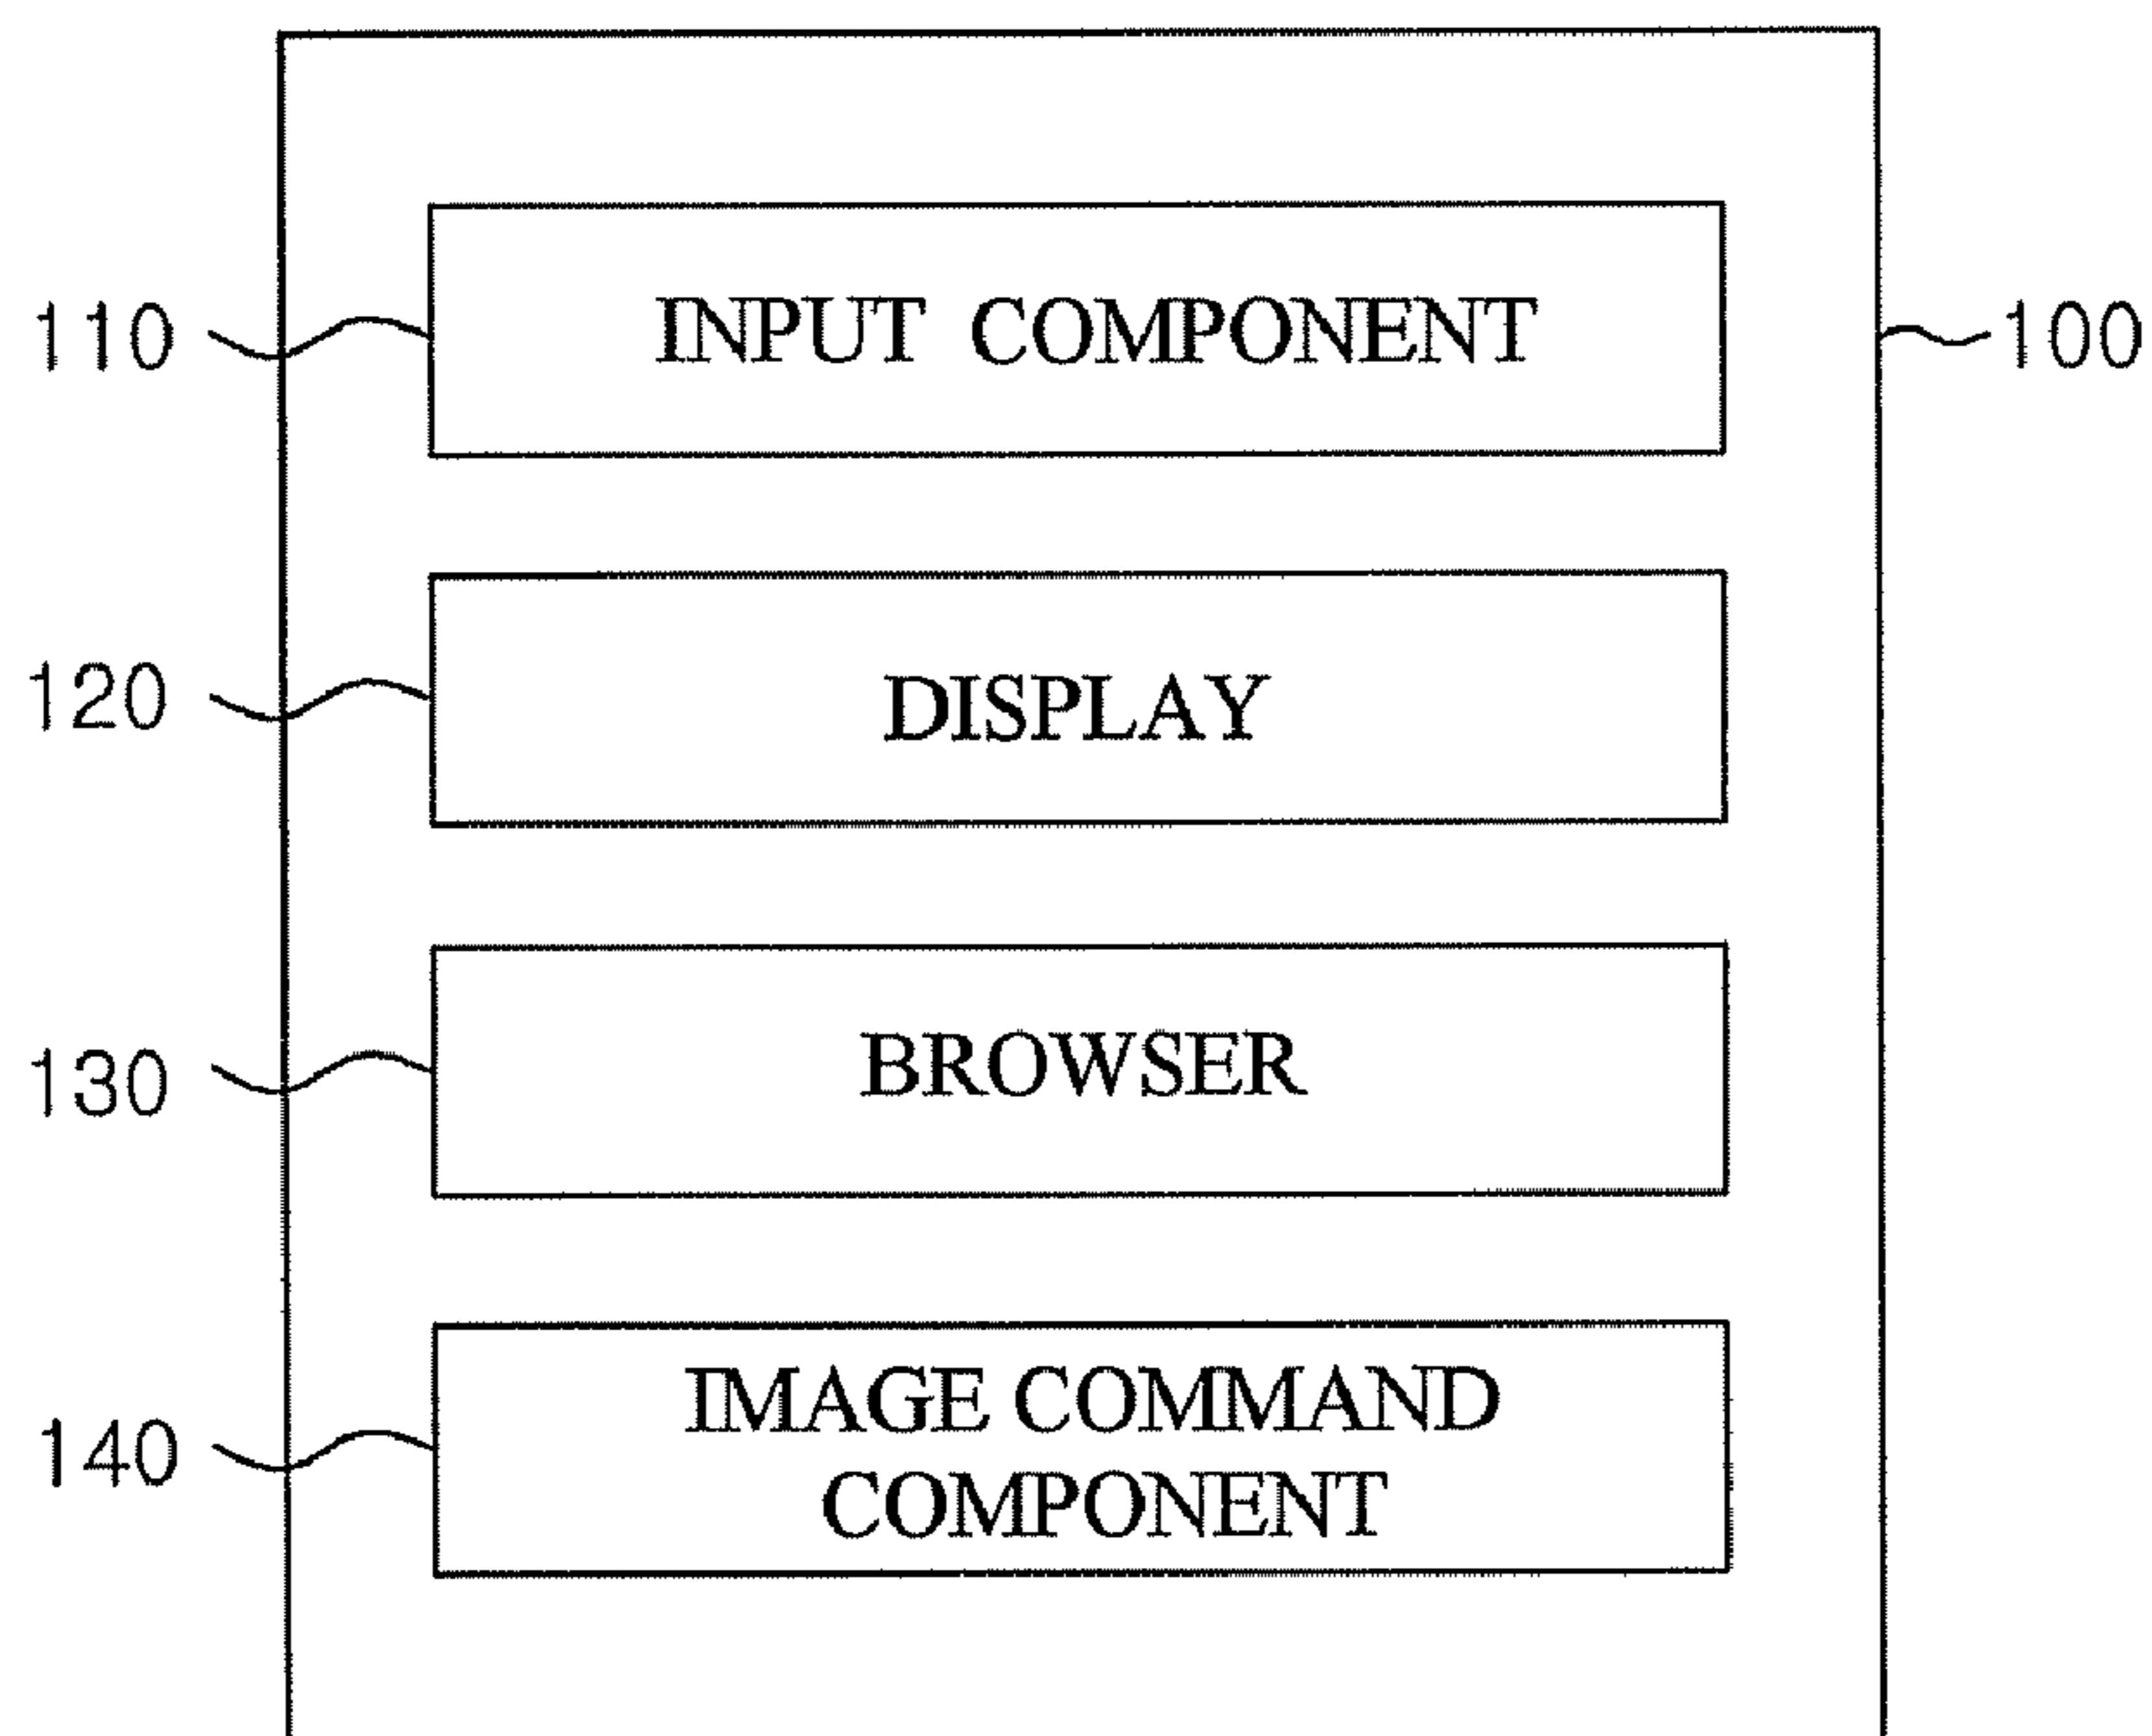 110 INPUT COMPONENT 100
120 DISPLAY
130 BROWSER
140 IMAGE COMMAND
COMPONENT